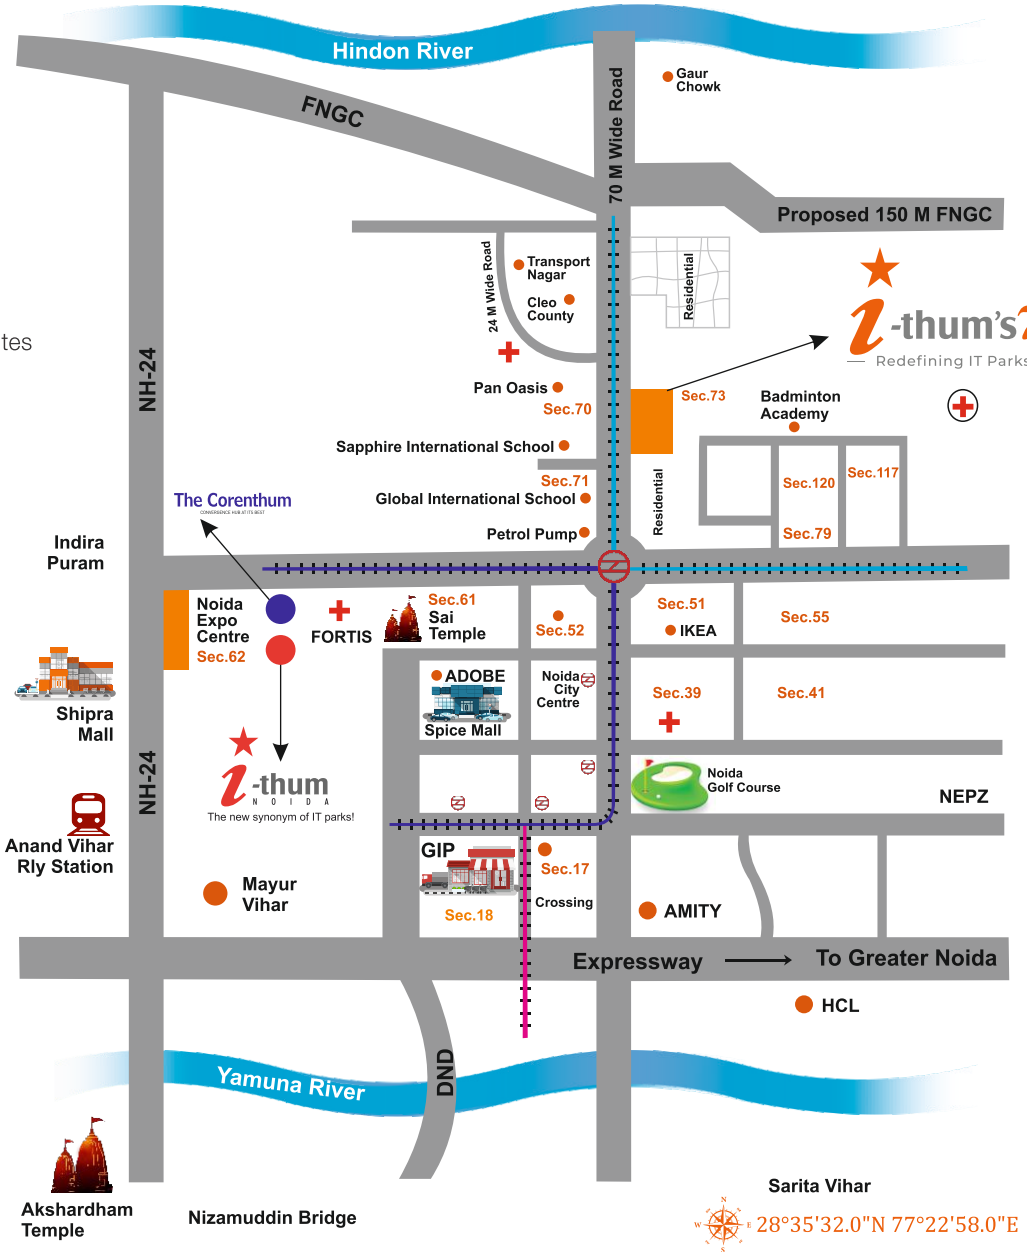 Hindon River
Gaur
Chowk
FNGC
70 M Wide Road
Proposed 150 M FNGC
24 M Wide Road
Transport
Nagar
Cleo
County
Residential
i-thum's
Redefining IT Parks
tes
NH-24
Pan Oasis
Sec.70
Sec.73
Badminton
Academy
Sapphire International School
Sec.71
Residential
Sec.120
Sec.117
The Corenthum
CONVERGENCE HUB AT ITS BEST
Global International School
Petrol Pump
Sec.79
Indira
Puram
Noida
Expo
Centre
Sec.62
FORTIS
Sec.61
Sai
Temple
Sec.52
Sec.51
IKEA
Sec.55
ADOBE
Spice Mall
Noida
City
Centre
Sec.39
Sec.41
Shipra
Mall
NH-24
i-thum
NOIDA
The new synonym of IT parks!
Noida
Golf Course
NEPZ
Anand Vihar
Rly Station
GIP
Sec.17
Mayur
Vihar
Sec.18
Crossing
AMITY
Expressway
To Greater Noida
HCL
DND
Yamuna River
Akshardham
Temple
Nizamuddin Bridge
Sarita Vihar
N
W
E
S
28°35'32.0"N 77°22'58.0"E